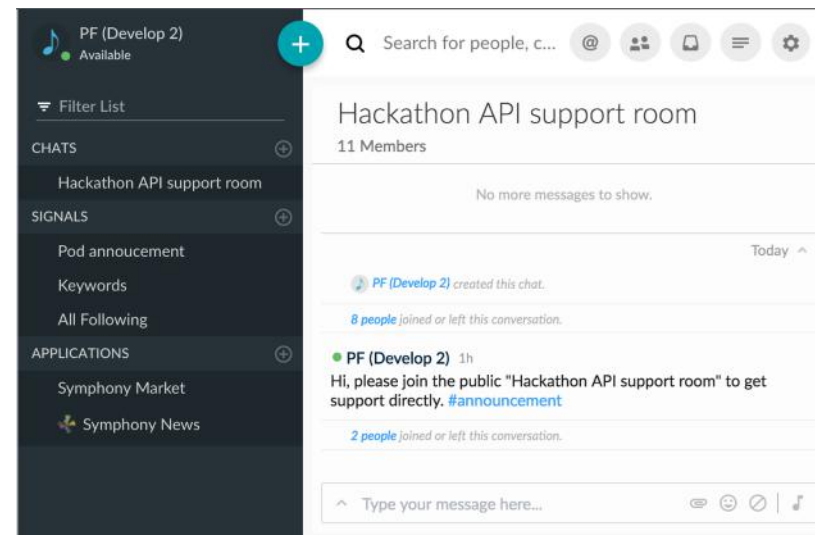 PF (Develop 2)
Available
+
Filter List
CHATS
Hackathon API support room
SIGNALS
Pod annoucement
Keywords
All Following
APPLICATIONS
Symphony Market
Symphony News
Search for people, c...
@
Hackathon API support room
11 Members
No more messages to show.
Today
PF (Develop 2) created this chat.
8 people joined or left this conversation.
PF (Develop 2) 1h
Hi, please join the public "Hackathon API support room" to get
support directly. #announcement
2 people joined or left this conversation.
Type your message here...